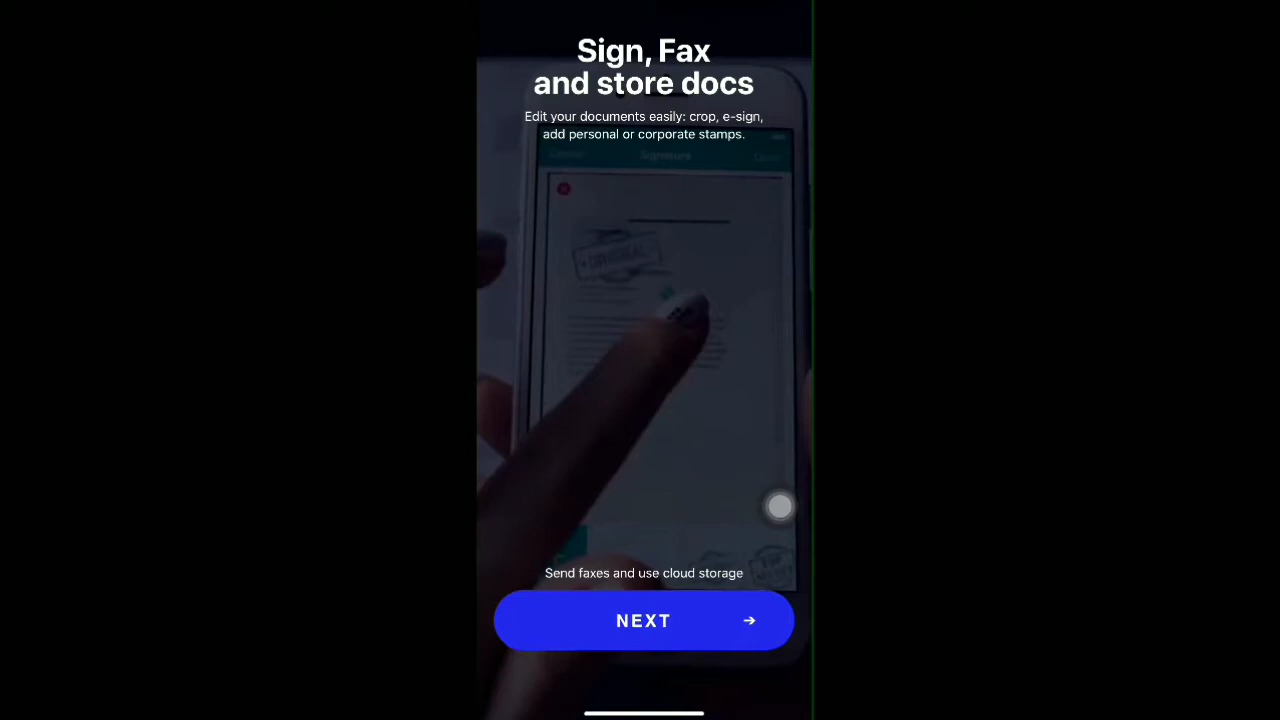 Sign, Fax
and store docs
Edit your documents easily: crop, e-sign,
add personal or corporate stamps.
Signature
Send faxes and use cloud storage
NEXT →